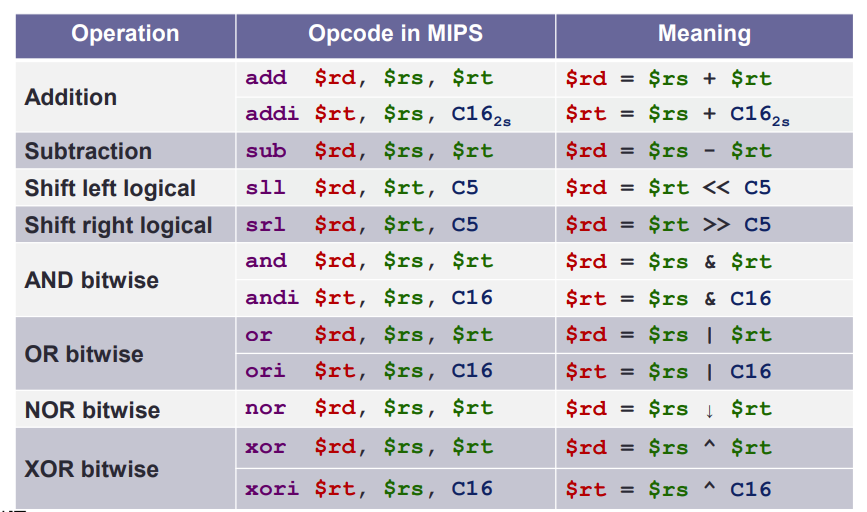 Operation Opcode in MIPS Meaning
Addition
add $rd, $rs, $rt $rd = $rs + $rt
addi $rt, $rs, C16₂ₛ $rt = $rs + C16₂ₛ
Subtraction sub $rd, $rs, $rt $rd = $rs - $rt
Shift left logical sll $rd, $rt, C5 $rd = $rt << C5
Shift right logical srl $rd, $rt, C5 $rd = $rt >> C5
AND bitwise
and $rd, $rs, $rt $rd = $rs & $rt
andi $rt, $rs, C16 $rt = $rs & C16
OR bitwise
or $rd, $rs, $rt $rd = $rs | $rt
ori $rt, $rs, C16 $rt = $rs | C16
NOR bitwise nor $rd, $rs, $rt $rd = $rs ↓ $rt
XOR bitwise
xor $rd, $rs, $rt $rd = $rs ^ $rt
xori $rt, $rs, C16 $rt = $rs ^ C16